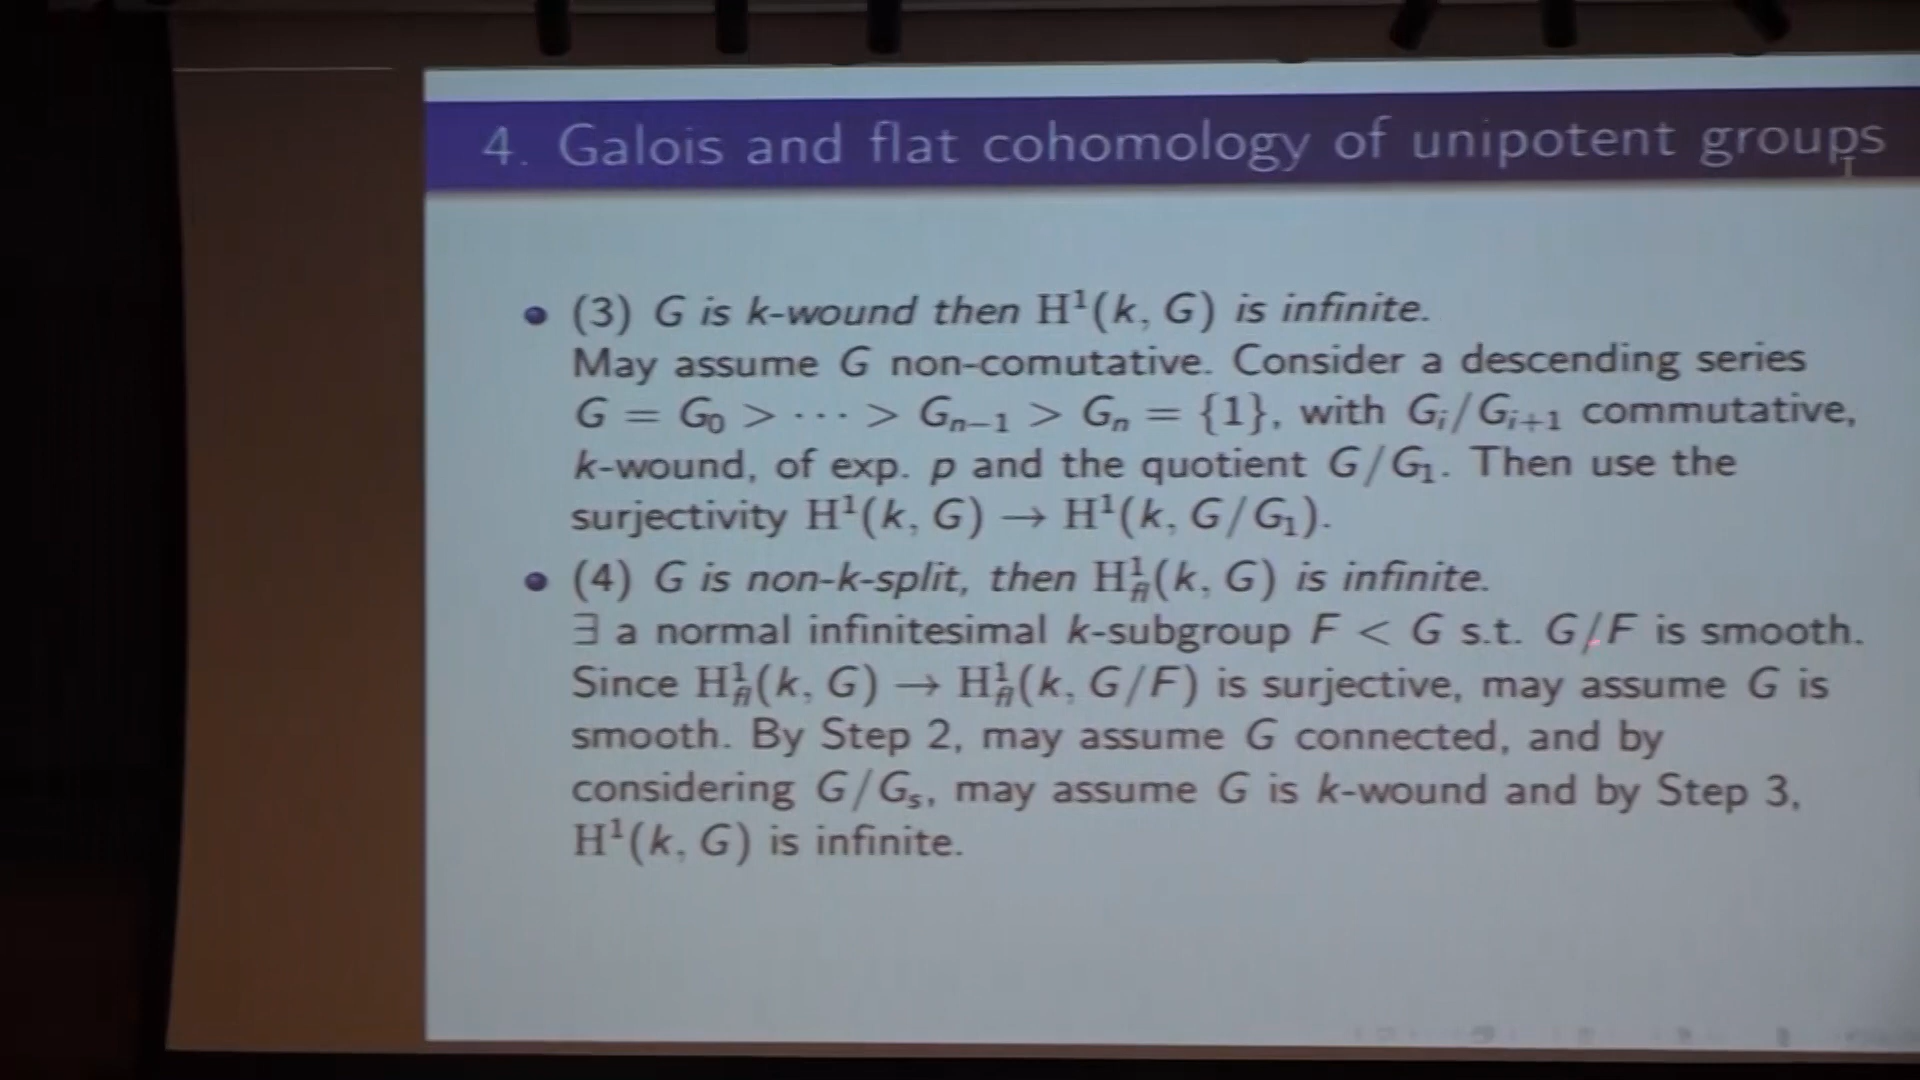 4. Galois and flat cohomology of unipotent groups
• (3) G is k-wound then H¹(k, G) is infinite.
May assume G non-comutative. Consider a descending series
G = G₀ > ··· > Gₙ₋₁ > Gₙ = {1}, with Gᵢ/Gᵢ₊₁ commutative,
k-wound, of exp. p and the quotient G/G₁. Then use the
surjectivity H¹(k, G) → H¹(k, G/G₁).
• (4) G is non-k-split, then H¹_fl(k, G) is infinite.
∃ a normal infinitesimal k-subgroup F < G s.t. G/F is smooth.
Since H¹_fl(k, G) → H¹_fl(k, G/F) is surjective, may assume G is
smooth. By Step 2, may assume G connected, and by
considering G/Gₛ, may assume G is k-wound and by Step 3,
H¹(k, G) is infinite.